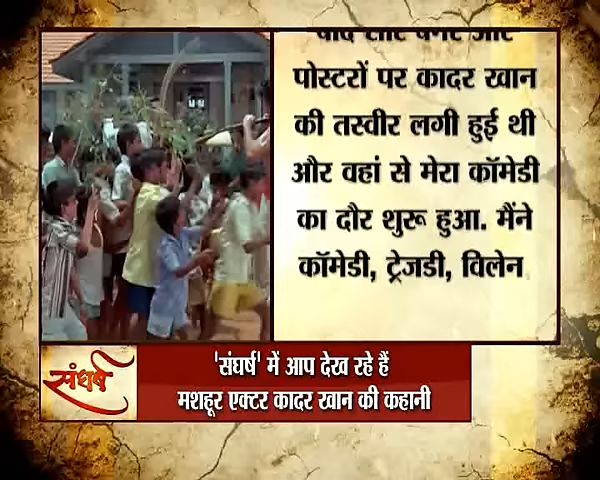 पोस्टरों पर कादर खान
की तस्वीर लगी हुई थी
और वहां से मेरा कॉमेडी
का दौर शुरू हुआ. मैंने
कॉमेडी, ट्रेजडी, विलेन
संघर्ष
'संघर्ष' में आप देख रहे हैं
मशहूर एक्टर कादर खान की कहानी